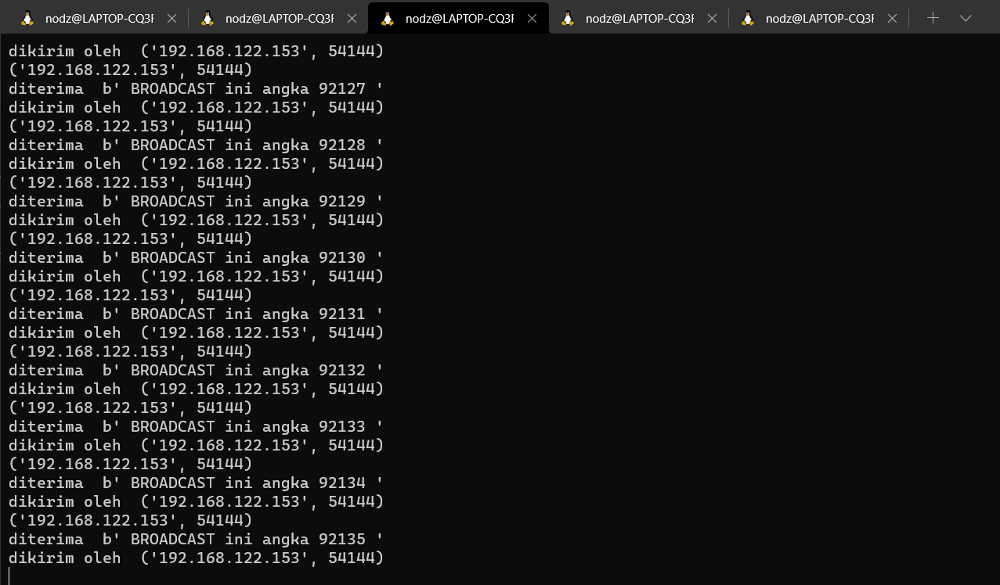 nodz@LAPTOP-CQ3F nodz@LAPTOP-CQ3F nodz@LAPTOP-CQ3F nodz@LAPTOP-CQ3F nodz@LAPTOP-CQ3F
dikirim oleh  ('192.168.122.153', 54144)
('192.168.122.153', 54144)
diterima  b' BROADCAST ini angka 92127 '
dikirim oleh  ('192.168.122.153', 54144)
('192.168.122.153', 54144)
diterima  b' BROADCAST ini angka 92128 '
dikirim oleh  ('192.168.122.153', 54144)
('192.168.122.153', 54144)
diterima  b' BROADCAST ini angka 92129 '
dikirim oleh  ('192.168.122.153', 54144)
('192.168.122.153', 54144)
diterima  b' BROADCAST ini angka 92130 '
dikirim oleh  ('192.168.122.153', 54144)
('192.168.122.153', 54144)
diterima  b' BROADCAST ini angka 92131 '
dikirim oleh  ('192.168.122.153', 54144)
('192.168.122.153', 54144)
diterima  b' BROADCAST ini angka 92132 '
dikirim oleh  ('192.168.122.153', 54144)
('192.168.122.153', 54144)
diterima  b' BROADCAST ini angka 92133 '
dikirim oleh  ('192.168.122.153', 54144)
('192.168.122.153', 54144)
diterima  b' BROADCAST ini angka 92134 '
dikirim oleh  ('192.168.122.153', 54144)
('192.168.122.153', 54144)
diterima  b' BROADCAST ini angka 92135 '
dikirim oleh  ('192.168.122.153', 54144)